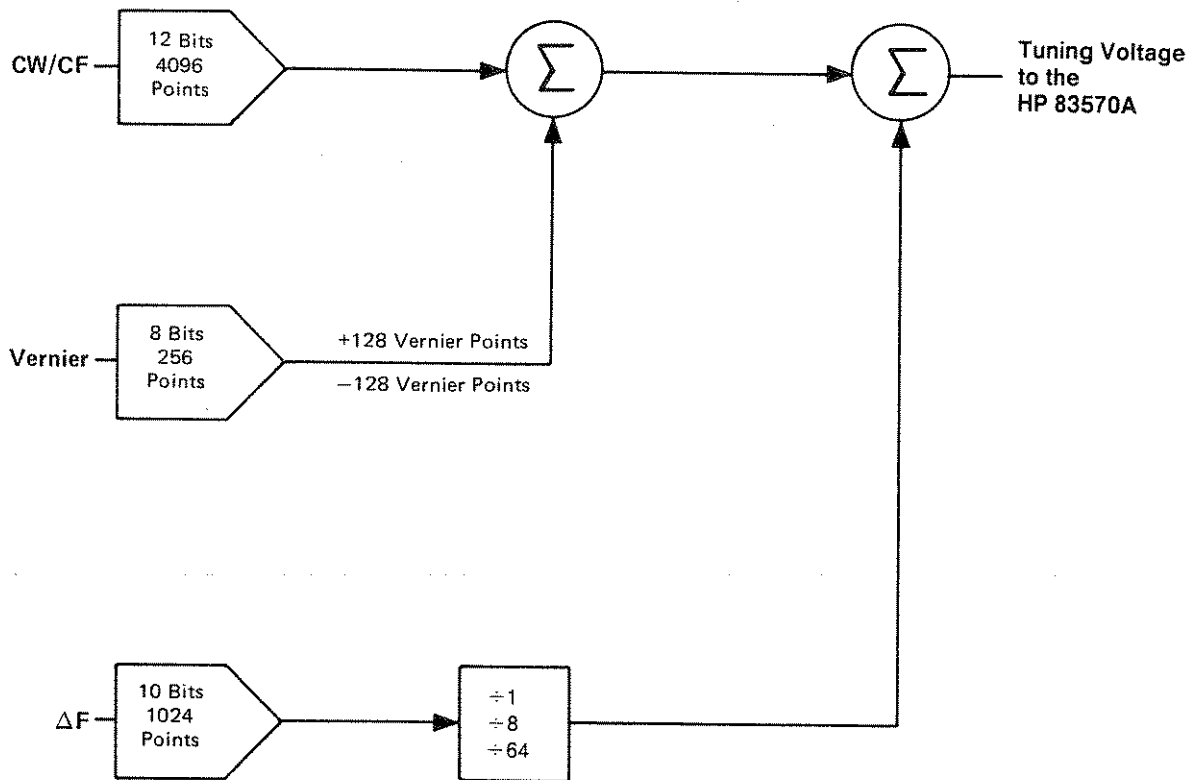 CW/CF
12 Bits
4096
Points
Σ
Σ
Tuning Voltage
to the
HP 83570A
Vernier
8 Bits
256
Points
+128 Vernier Points
−128 Vernier Points
ΔF
10 Bits
1024
Points
÷1
÷8
÷64